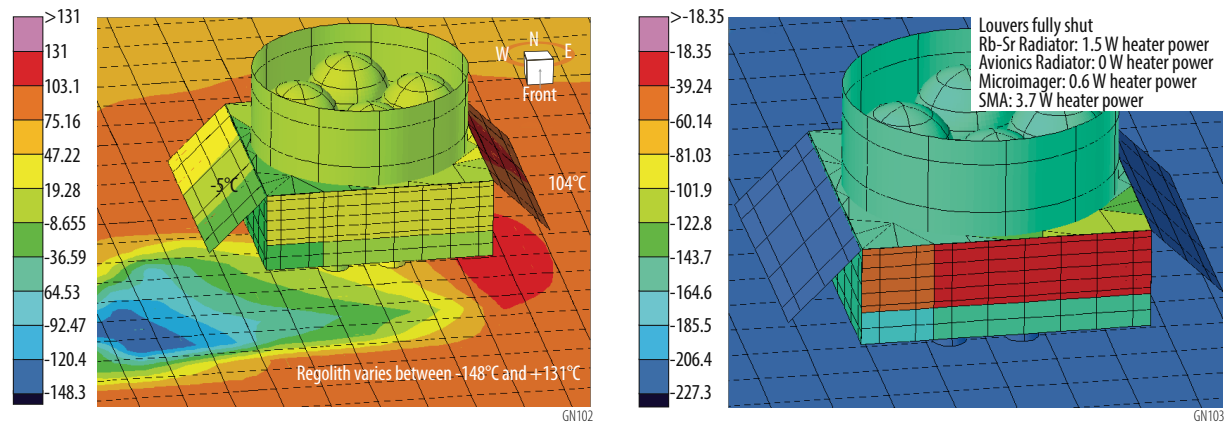 >131
131
103.1
75.16
47.22
19.28
-8.655
-36.59
64.53
-92.47
-120.4
-148.3
N
W
E
Front
-5°C
104°C
Regolith varies between -148°C and +131°C
GN102
>-18.35
18.35
-39.24
-60.14
-81.03
-101.9
-122.8
-143.7
-164.6
-185.5
-206.4
-227.3
Louvers fully shut
Rb-Sr Radiator: 1.5 W heater power
Avionics Radiator: 0 W heater power
Microimager: 0.6 W heater power
SMA: 3.7 W heater power
GN103